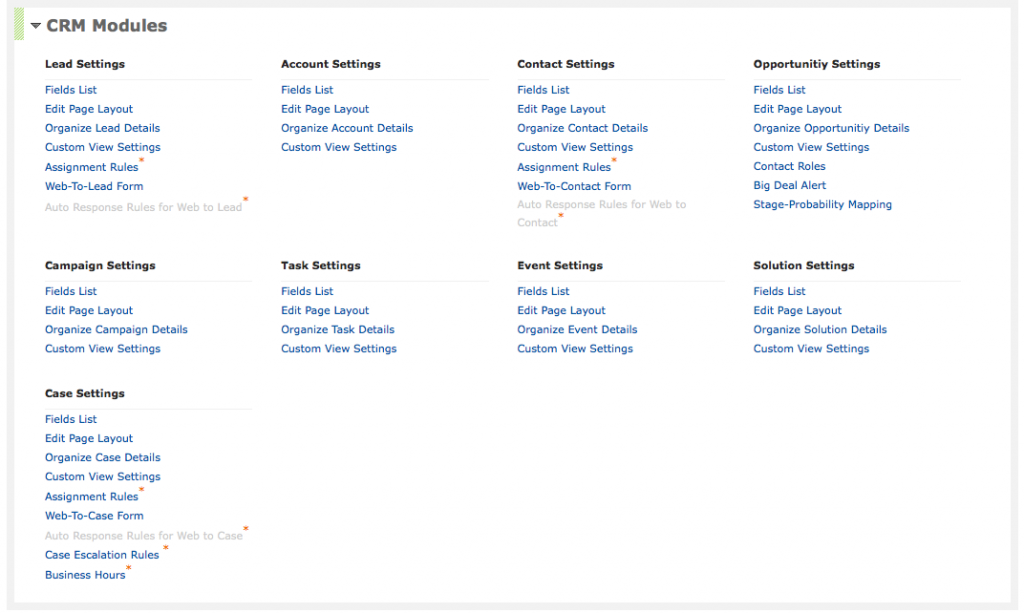 CRM Modules
Lead Settings
Fields List
Edit Page Layout
Organize Lead Details
Custom View Settings
Assignment Rules*
Web-To-Lead Form
Auto Response Rules for Web to Lead*
Account Settings
Fields List
Edit Page Layout
Organize Account Details
Custom View Settings
Contact Settings
Fields List
Edit Page Layout
Organize Contact Details
Custom View Settings
Assignment Rules*
Web-To-Contact Form
Auto Response Rules for Web to
Contact*
Opportunitiy Settings
Fields List
Edit Page Layout
Organize Opportunitiy Details
Custom View Settings
Contact Roles
Big Deal Alert
Stage-Probability Mapping
Campaign Settings
Fields List
Edit Page Layout
Organize Campaign Details
Custom View Settings
Task Settings
Fields List
Edit Page Layout
Organize Task Details
Custom View Settings
Event Settings
Fields List
Edit Page Layout
Organize Event Details
Custom View Settings
Solution Settings
Fields List
Edit Page Layout
Organize Solution Details
Custom View Settings
Case Settings
Fields List
Edit Page Layout
Organize Case Details
Custom View Settings
Assignment Rules*
Web-To-Case Form
Auto Response Rules for Web to Case*
Case Escalation Rules *
Business Hours*